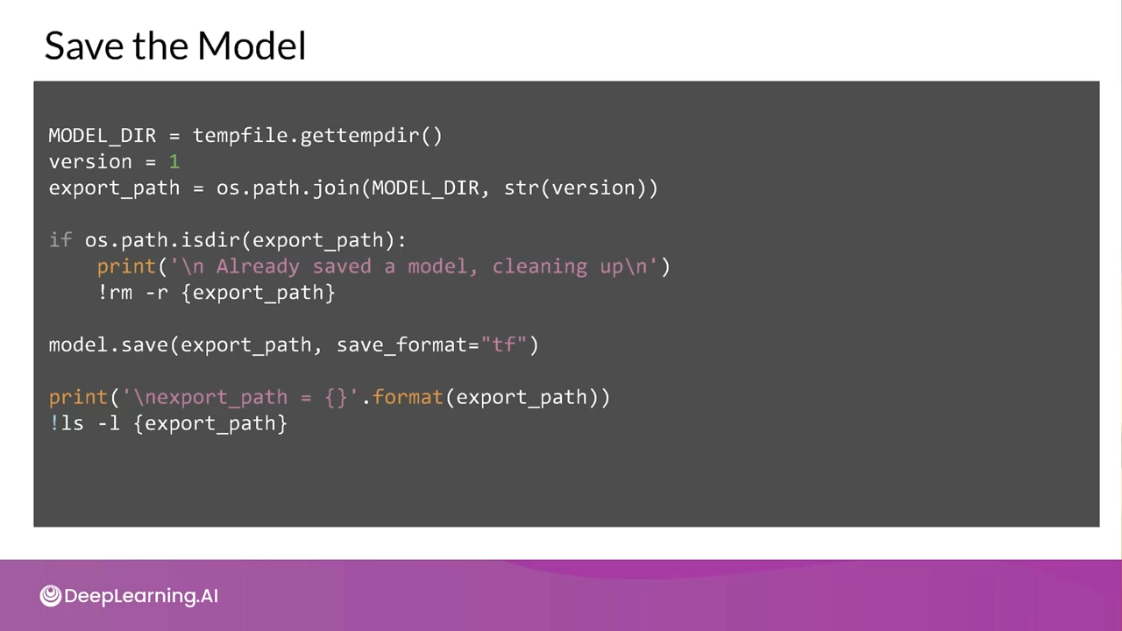 Save the Model
MODEL_DIR = tempfile.gettempdir()
version = 1
export_path = os.path.join(MODEL_DIR, str(version))
if os.path.isdir(export_path):
    print('\n Already saved a model, cleaning up\n')
    !rm -r {export_path}
model.save(export_path, save_format="tf")
print('\nexport_path = {}'.format(export_path))
!ls -l {export_path}
DeepLearning.AI